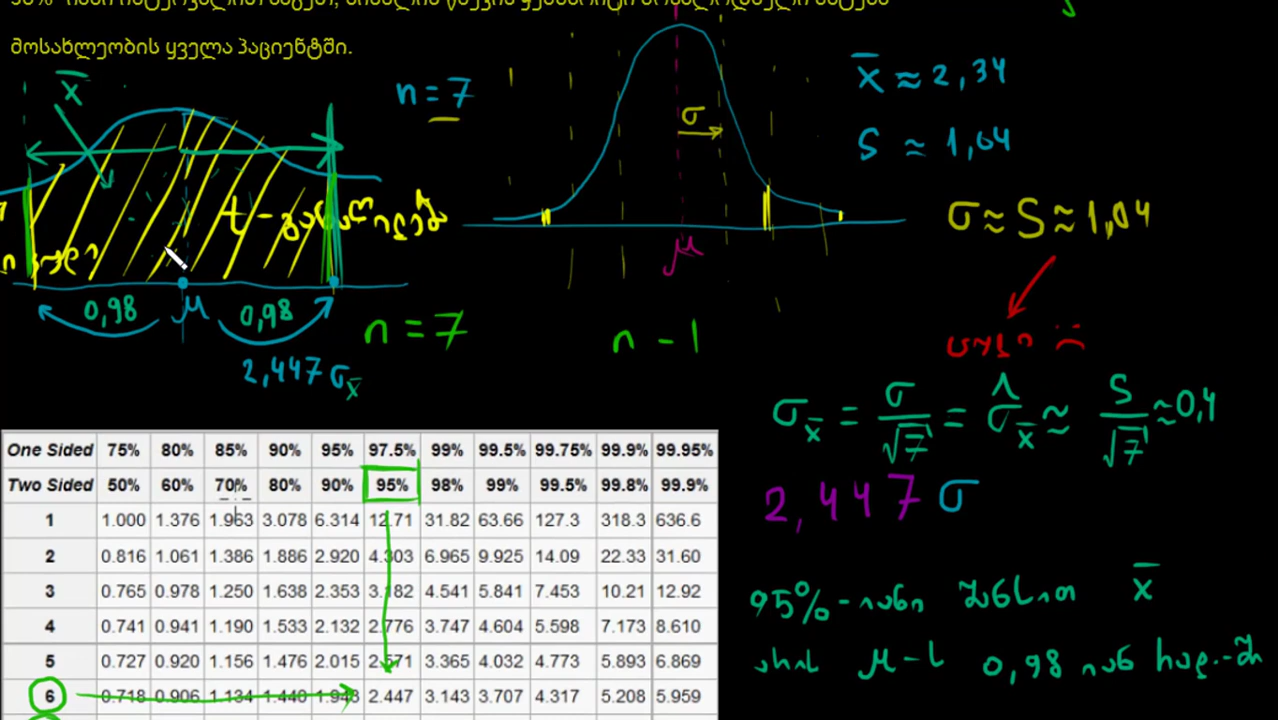 მოსახლეობის ყველა პაციენტში.
x̄
n = 7
σ
x̄ ≈ 2,34
S ≈ 1,04
σ ≈ S ≈ 1,04
t - განაწილება
μ
0,98 μ 0,98
n = 7
n - 1
2,447 σx̄
ცუდი :(
σx̄ = σ/√7 = σ̂x̄ ≈ S/√7 ≈ 0,4
2,447 σ
95%-იანი შანსით x̄
არის μ-ს 0,98 იან
One Sided 75% 80% 85% 90% 95% 97.5% 99% 99.5% 99.75% 99.9% 99.95%
Two Sided 50% 60% 70% 80% 90% 95% 98% 99% 99.5% 99.8% 99.9%
1 1.000 1.376 1.963 3.078 6.314 12.71 31.82 63.66 127.3 318.3 636.6
2 0.816 1.061 1.386 1.886 2.920 4.303 6.965 9.925 14.09 22.33 31.60
3 0.765 0.978 1.250 1.638 2.353 3.182 4.541 5.841 7.453 10.21 12.92
4 0.741 0.941 1.190 1.533 2.132 2.776 3.747 4.604 5.598 7.173 8.610
5 0.727 0.920 1.156 1.476 2.015 2.571 3.365 4.032 4.773 5.893 6.869
6 0.718 0.906 1.134 1.440 1.943 2.447 3.143 3.707 4.317 5.208 5.959